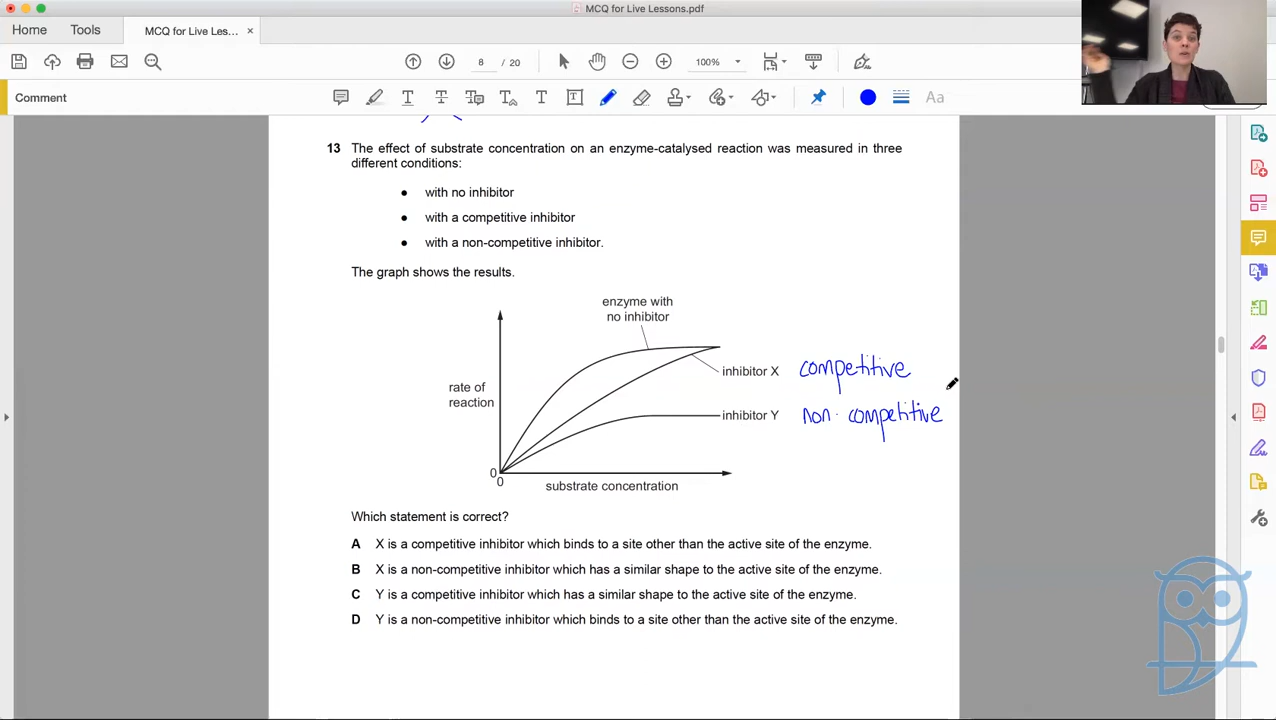 MCQ for Live Lessons.pdf
Home
Tools
MCQ for Live Les... ×
8 / 20
100%
Comment
Aa
13 The effect of substrate concentration on an enzyme-catalysed reaction was measured in three
different conditions:
● with no inhibitor
● with a competitive inhibitor
● with a non-competitive inhibitor.
The graph shows the results.
enzyme with
no inhibitor
inhibitor X competitive
rate of
reaction
inhibitor Y non-competitive
0
0
substrate concentration
Which statement is correct?
A X is a competitive inhibitor which binds to a site other than the active site of the enzyme.
B X is a non-competitive inhibitor which has a similar shape to the active site of the enzyme.
C Y is a competitive inhibitor which has a similar shape to the active site of the enzyme.
D Y is a non-competitive inhibitor which binds to a site other than the active site of the enzyme.